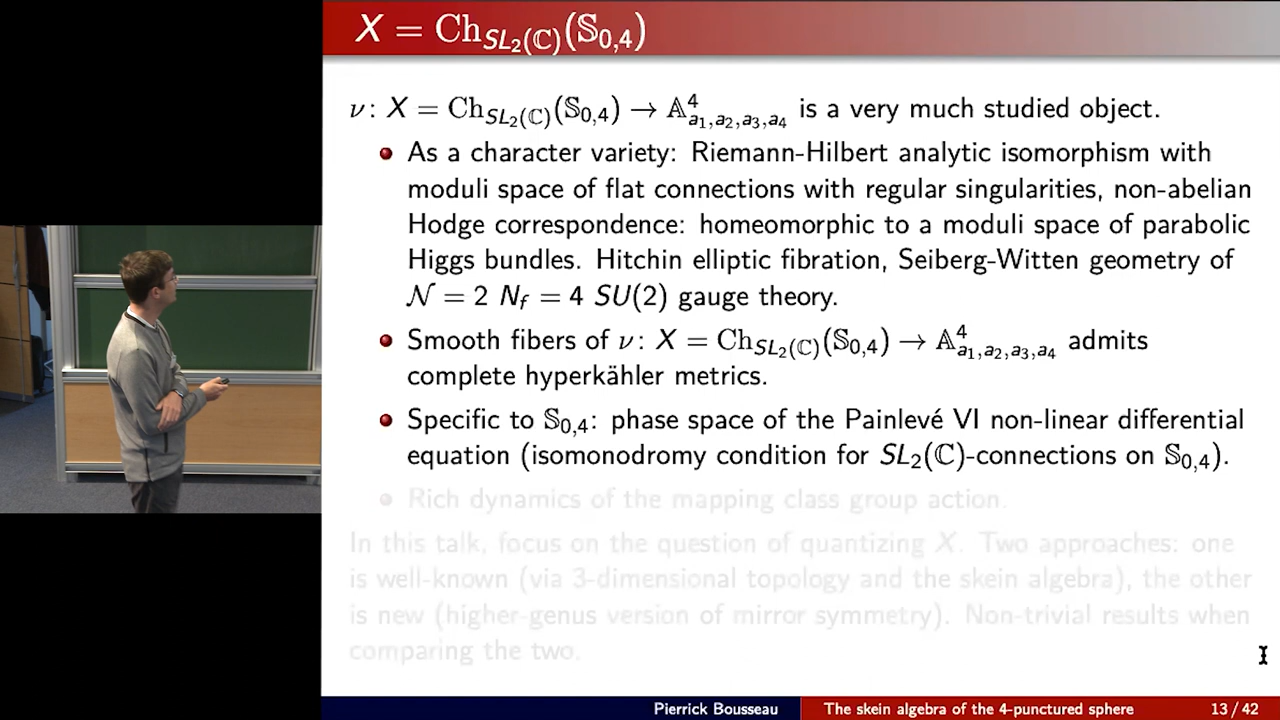 X = Ch_{SL_2(ℂ)}(𝕊_{0,4})
ν: X = Ch_{SL_2(ℂ)}(𝕊_{0,4}) → 𝔸^4_{a_1,a_2,a_3,a_4} is a very much studied object.
As a character variety: Riemann-Hilbert analytic isomorphism with
moduli space of flat connections with regular singularities, non-abelian
Hodge correspondence: homeomorphic to a moduli space of parabolic
Higgs bundles. Hitchin elliptic fibration, Seiberg-Witten geometry of
𝒩 = 2 N_f = 4 SU(2) gauge theory.
Smooth fibers of ν: X = Ch_{SL_2(ℂ)}(𝕊_{0,4}) → 𝔸^4_{a_1,a_2,a_3,a_4} admits
complete hyperkähler metrics.
Specific to 𝕊_{0,4}: phase space of the Painlevé VI non-linear differential
equation (isomonodromy condition for SL_2(ℂ)-connections on 𝕊_{0,4}).
Rich dynamics of the mapping class group action.
In this talk, focus on the question of quantizing X. Two approaches: one
is well-known (via 3-dimensional topology and the skein algebra), the other
is new (higher-genus version of mirror symmetry). Non-trivial results when
comparing the two.
Pierrick Bousseau
The skein algebra of the 4-punctured sphere
13 / 42